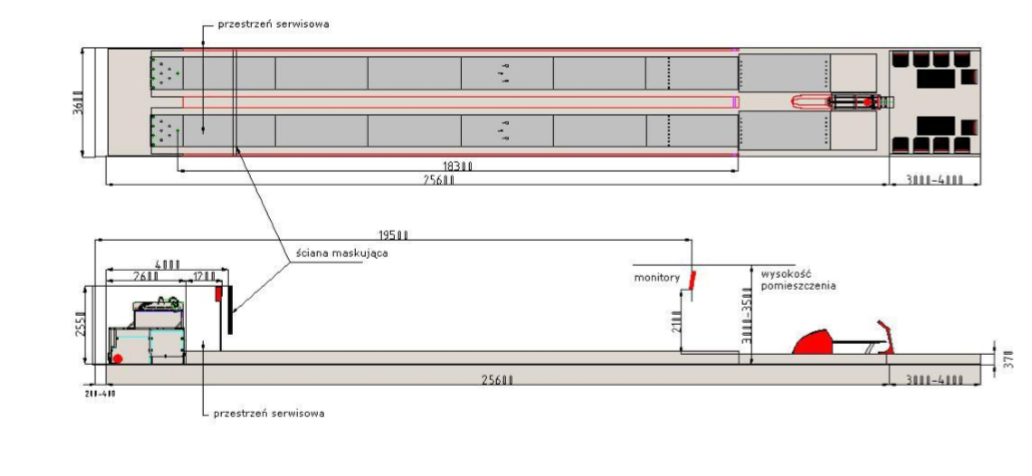 przestrzeń serwisowa
3600
18300
25600
3000-4000
19500
ściana maskująca
4000
2600
1200
monitory
wysokość
pomieszczenia
2550
2100
3000-3500
370
25600
3000-4000
200-400
przestrzeń serwisowa